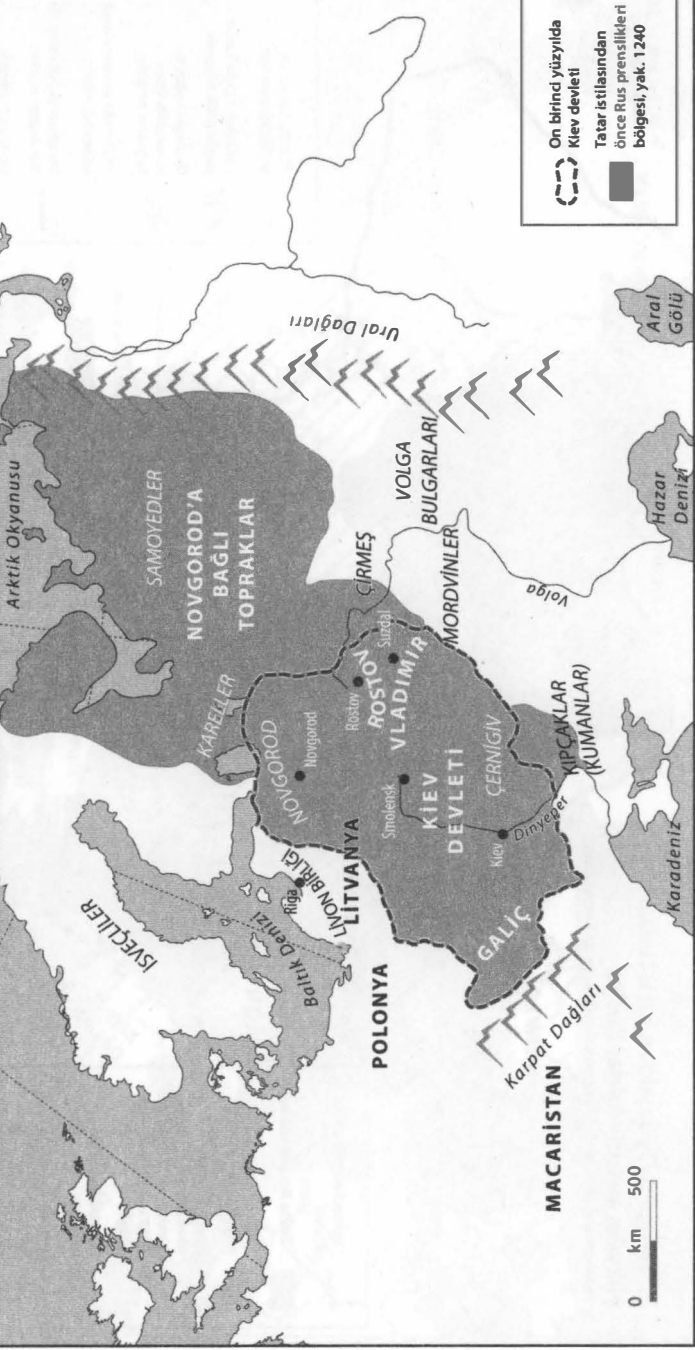 Arktik Okyanusu
SAMOYEDLER
NOVGOROD'A
BAĞLI
TOPRAKLAR
Ural Dağları
KARELLER
İSVEÇLİLER
Baltık Denizi
Riga
LİVON BİRLİĞİ
LİTVANYA
NOVGOROD
Novgorod
Rostov
ROSTOV
VLADIMIR
Suzdal
ÇİRMEŞ
VOLGA
BULGARLARI
MORDVİNLER
Volga
Smolensk
KİEV
DEVLETİ
ÇERNİGİV
Kiev
Dinyeper
KIPÇAKLAR
(KUMANLAR)
POLONYA
GALİÇ
Karpat Dağları
MACARİSTAN
Karadeniz
Hazar
Denizi
Aral
Gölü
0 km 500
On birinci yüzyılda
Kiev devleti
Tatar istilasından
önce Rus prenslikleri
bölgesi, yak. 1240